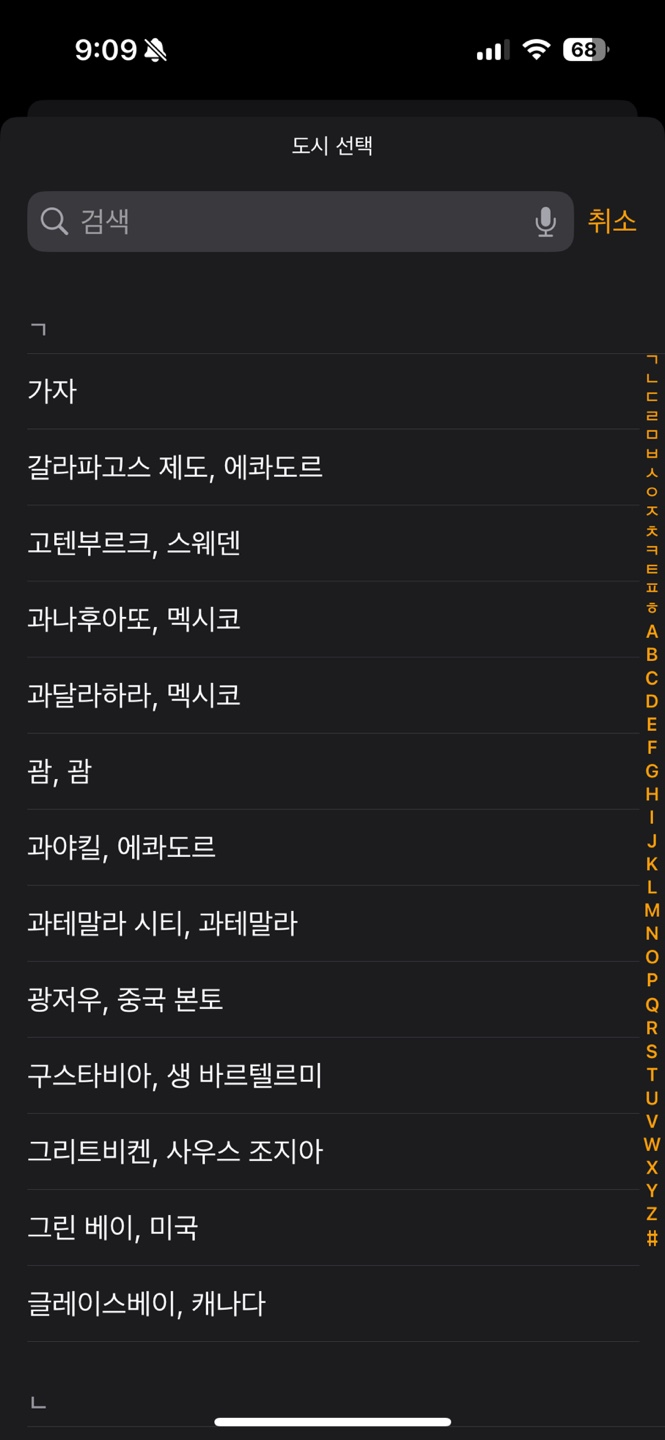 9:09
68
도시 선택
검색
취소
ㄱ
가자
갈라파고스 제도, 에콰도르
고텐부르크, 스웨덴
과나후아또, 멕시코
과달라하라, 멕시코
괌, 괌
과야킬, 에콰도르
과테말라 시티, 과테말라
광저우, 중국 본토
구스타비아, 생 바르텔르미
그리트비켄, 사우스 조지아
그린 베이, 미국
글레이스베이, 캐나다
ㄴ
ㄱ
ㄴ
ㄷ
ㄹ
ㅁ
ㅂ
ㅅ
ㅇ
ㅈ
ㅊ
ㅋ
ㅌ
ㅍ
ㅎ
A
B
C
D
E
F
G
H
I
J
K
L
M
N
O
P
Q
R
S
T
U
V
W
X
Y
Z
#